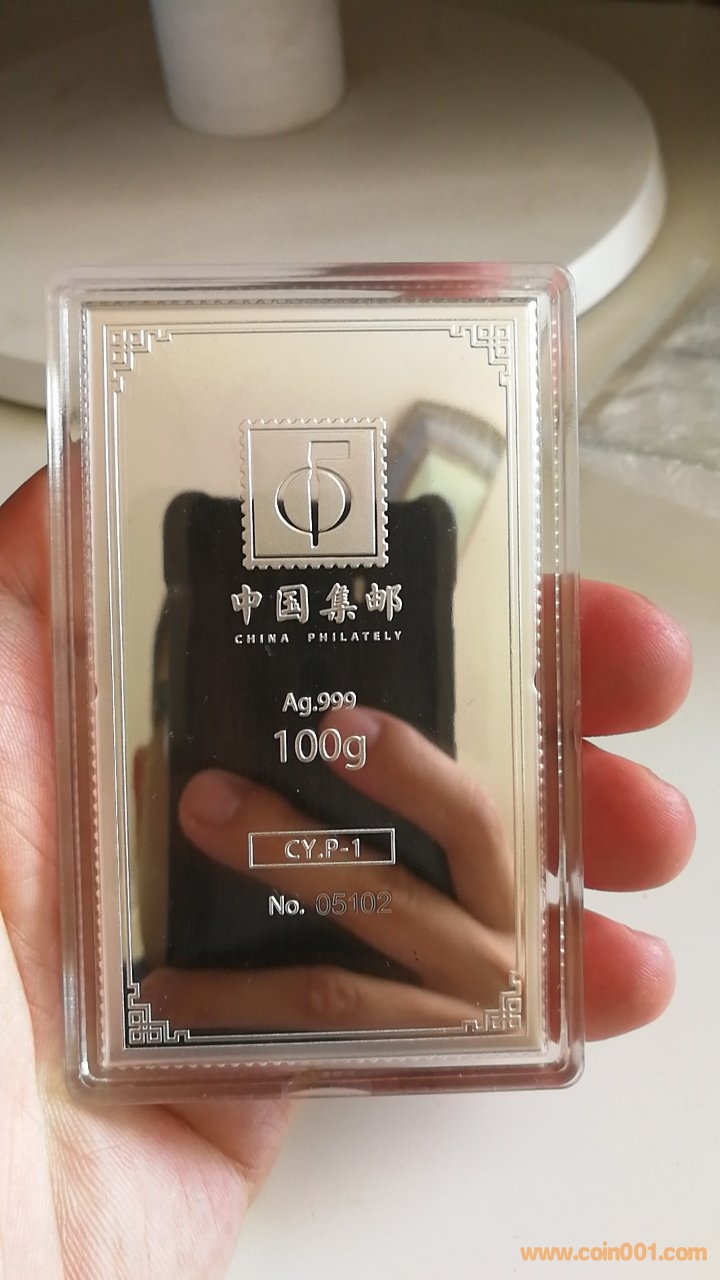 中国集邮
CHINA PHILATELY
Ag.999
100g
CY.P-1
No. 05102
www.coin001.com